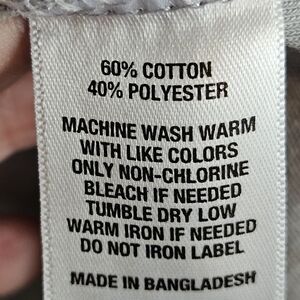 60% COTTON
40% POLYESTER
MACHINE WASH WARM
WITH LIKE COLORS
ONLY NON-CHLORINE
BLEACH IF NEEDED
TUMBLE DRY LOW
WARM IRON IF NEEDED
DO NOT IRON LABEL
MADE IN BANGLADESH